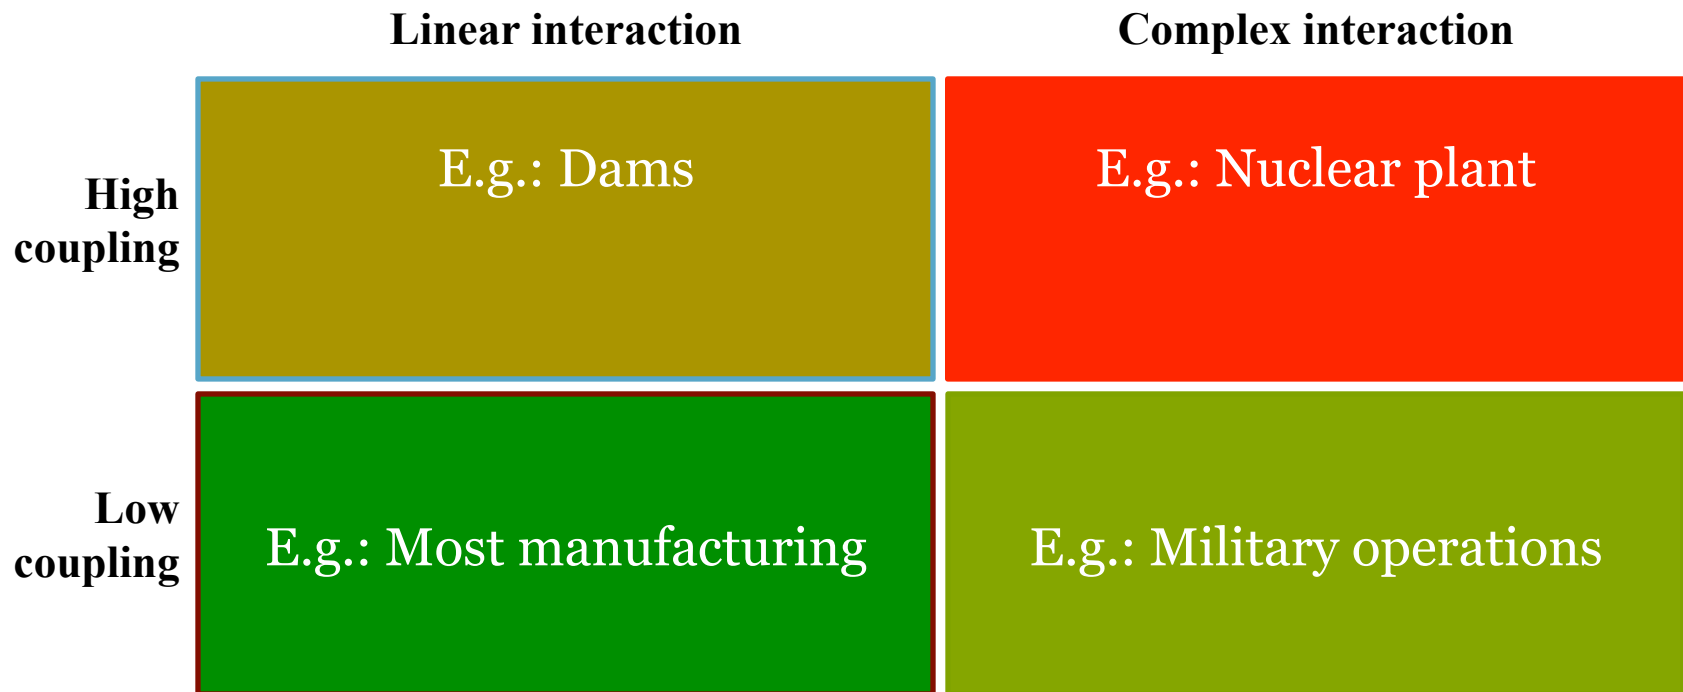 Linear interaction
Complex interaction
High
coupling
E.g.: Dams
E.g.: Nuclear plant
Low
coupling
E.g.: Most manufacturing
E.g.: Military operations